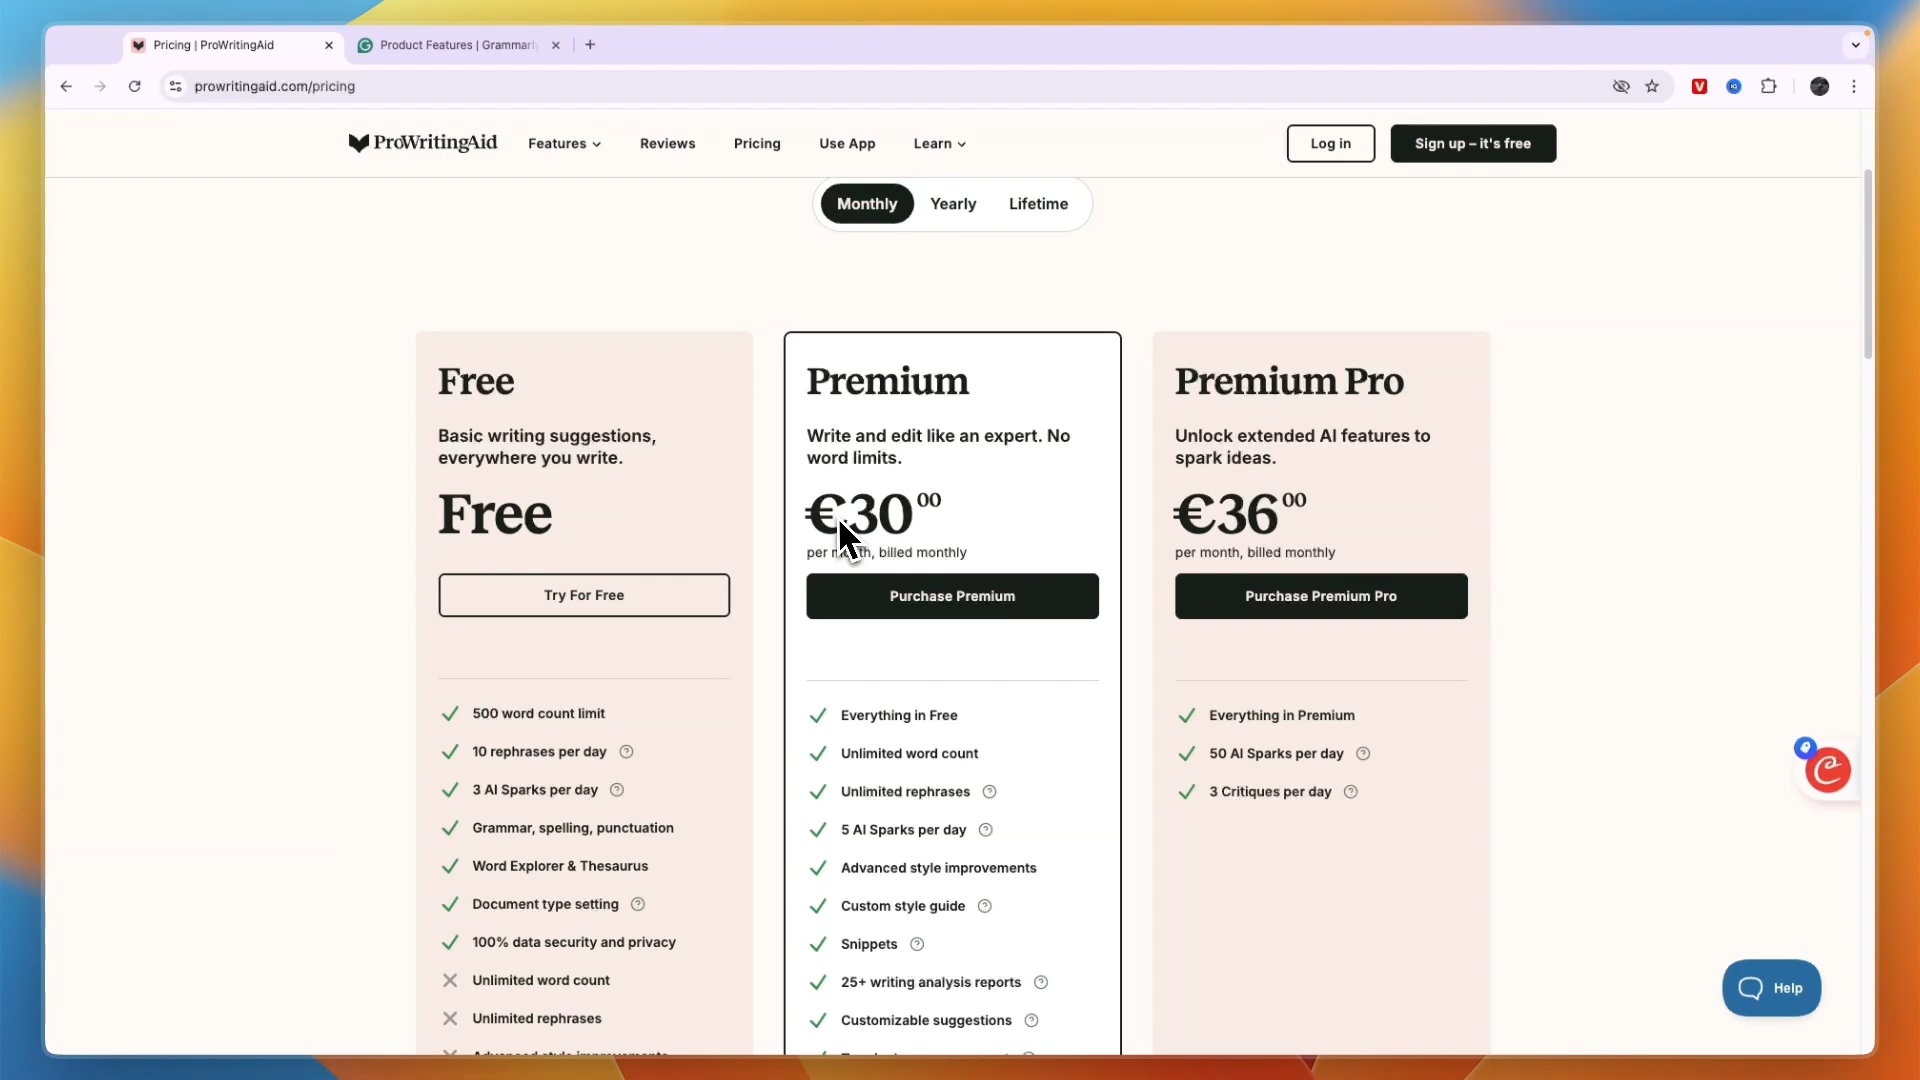 Pricing | ProWritingAid
Product Features | Grammarly
prowritingaid.com/pricing
ProWritingAid
Features
Reviews
Pricing
Use App
Learn
Log in
Sign up – it's free
Monthly
Yearly
Lifetime
Free
Basic writing suggestions,
everywhere you write.
Free
Try For Free
500 word count limit
10 rephrases per day
3 AI Sparks per day
Grammar, spelling, punctuation
Word Explorer & Thesaurus
Document type setting
100% data security and privacy
Unlimited word count
Unlimited rephrases
Advanced style improvements
Premium
Write and edit like an expert. No
word limits.
€30 00
per month, billed monthly
Purchase Premium
Everything in Free
Unlimited word count
Unlimited rephrases
5 AI Sparks per day
Advanced style improvements
Custom style guide
Snippets
25+ writing analysis reports
Customizable suggestions
Premium Pro
Unlock extended AI features to
spark ideas.
€36 00
per month, billed monthly
Purchase Premium Pro
Everything in Premium
50 AI Sparks per day
3 Critiques per day
Help